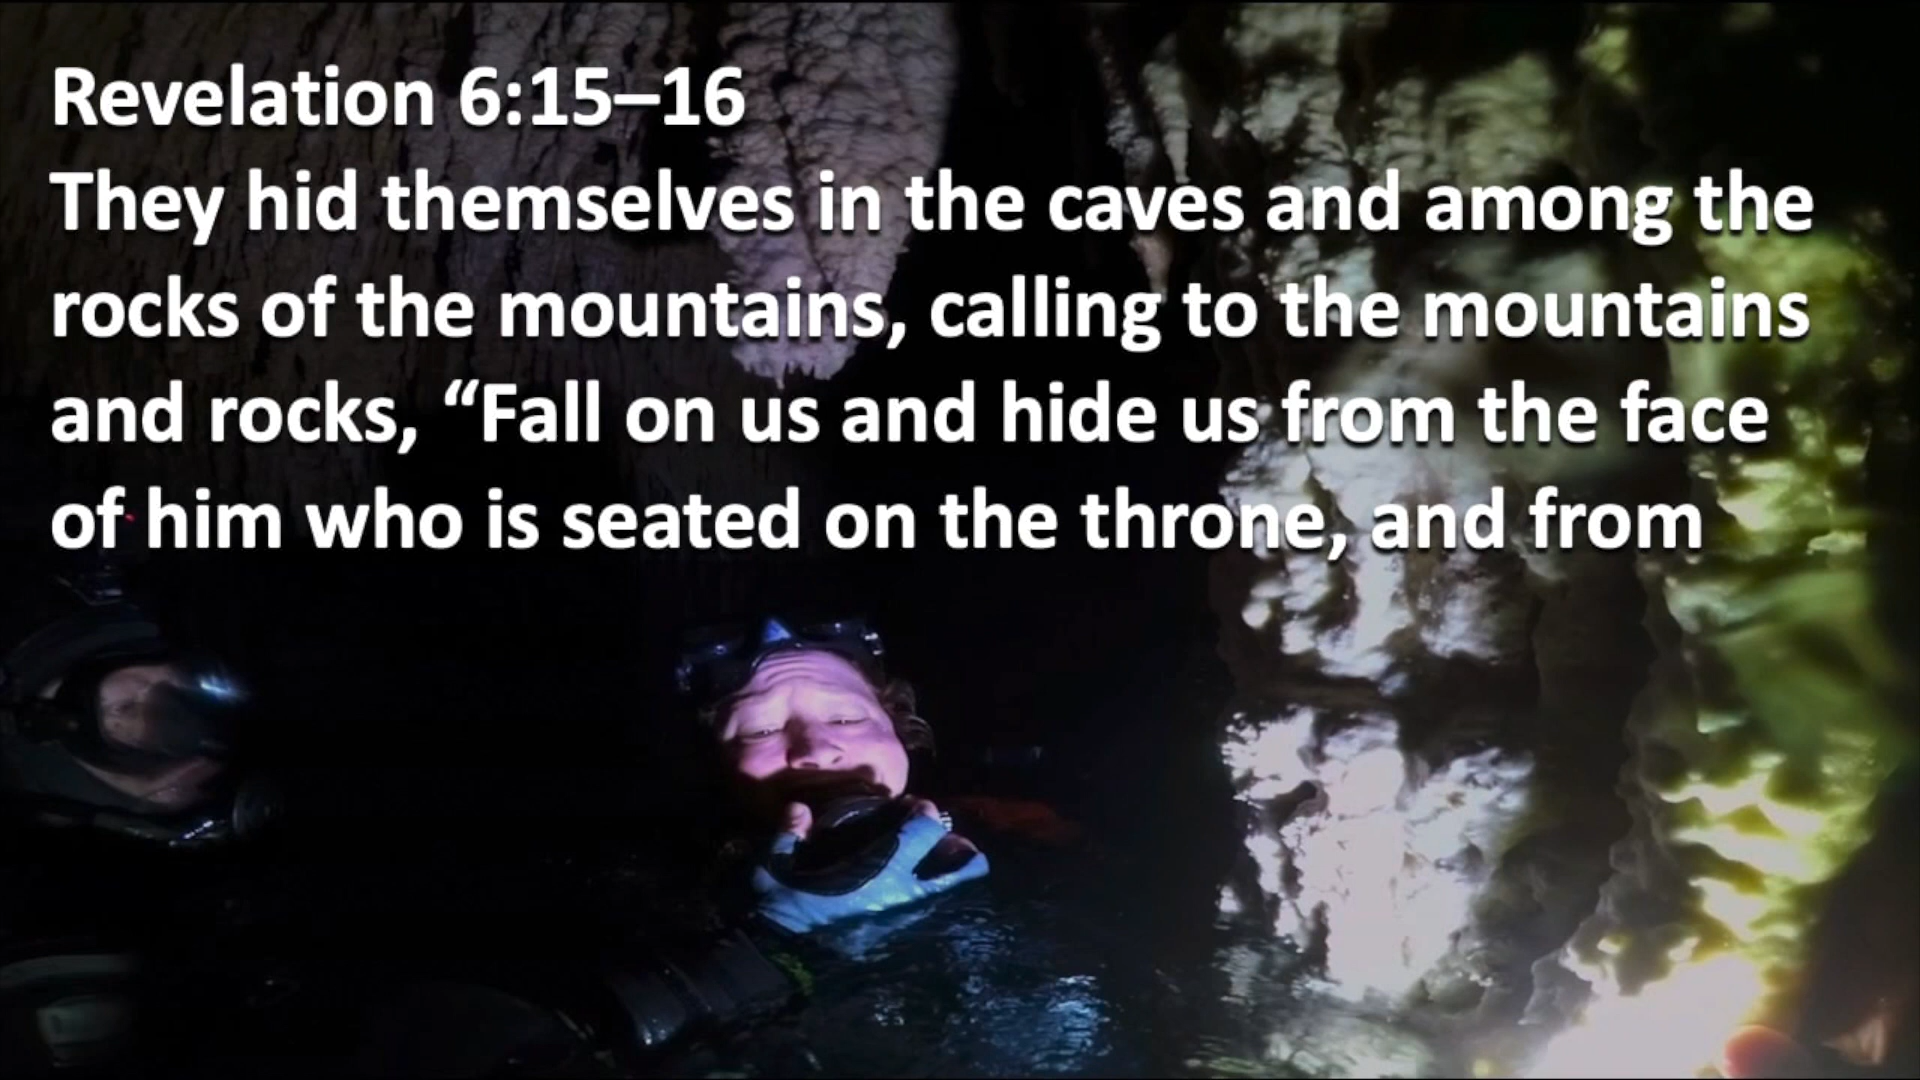 Revelation 6:15–16
They hid themselves in the caves and among the
rocks of the mountains, calling to the mountains
and rocks, “Fall on us and hide us from the face
of him who is seated on the throne, and from